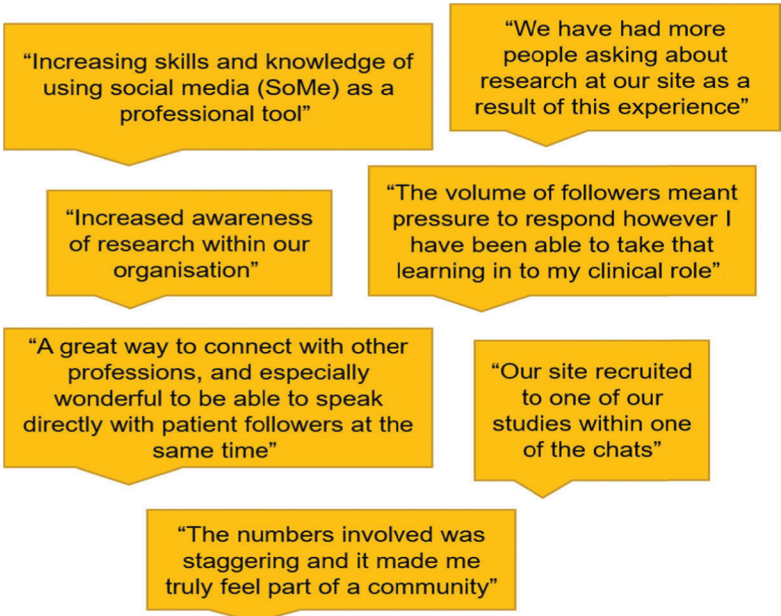 “Increasing skills and knowledge of
using social media (SoMe) as a
professional tool”
“We have had more
people asking about
research at our site as a
result of this experience”
“Increased awareness
of research within our
organisation”
“The volume of followers meant
pressure to respond however I
have been able to take that
learning in to my clinical role”
“A great way to connect with other
professions, and especially
wonderful to be able to speak
directly with patient followers at the
same time”
“Our site recruited
to one of our
studies within one
of the chats”
“The numbers involved was
staggering and it made me
truly feel part of a community”